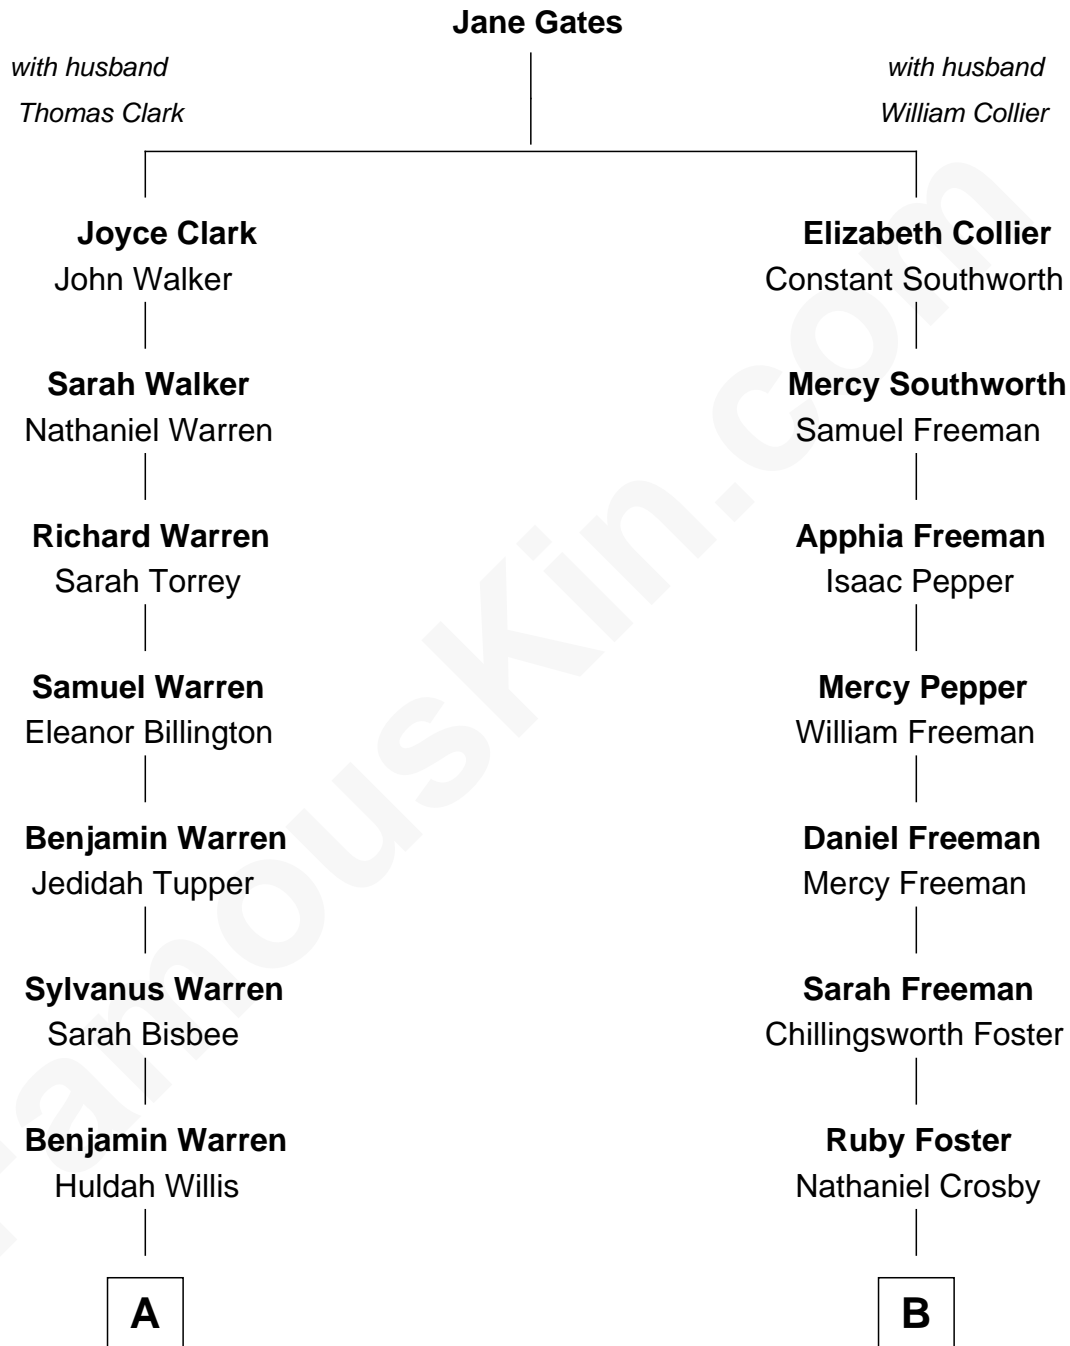 Jane Gates
with husband
Thomas Clark
with husband
William Collier
Joyce Clark
John Walker
Elizabeth Collier
Constant Southworth
Sarah Walker
Nathaniel Warren
Mercy Southworth
Samuel Freeman
Richard Warren
Sarah Torrey
Apphia Freeman
Isaac Pepper
Samuel Warren
Eleanor Billington
Mercy Pepper
William Freeman
Benjamin Warren
Jedidah Tupper
Daniel Freeman
Mercy Freeman
Sylvanus Warren
Sarah Bisbee
Sarah Freeman
Chillingsworth Foster
Benjamin Warren
Huldah Willis
Ruby Foster
Nathaniel Crosby
A
B
FamousKin.com